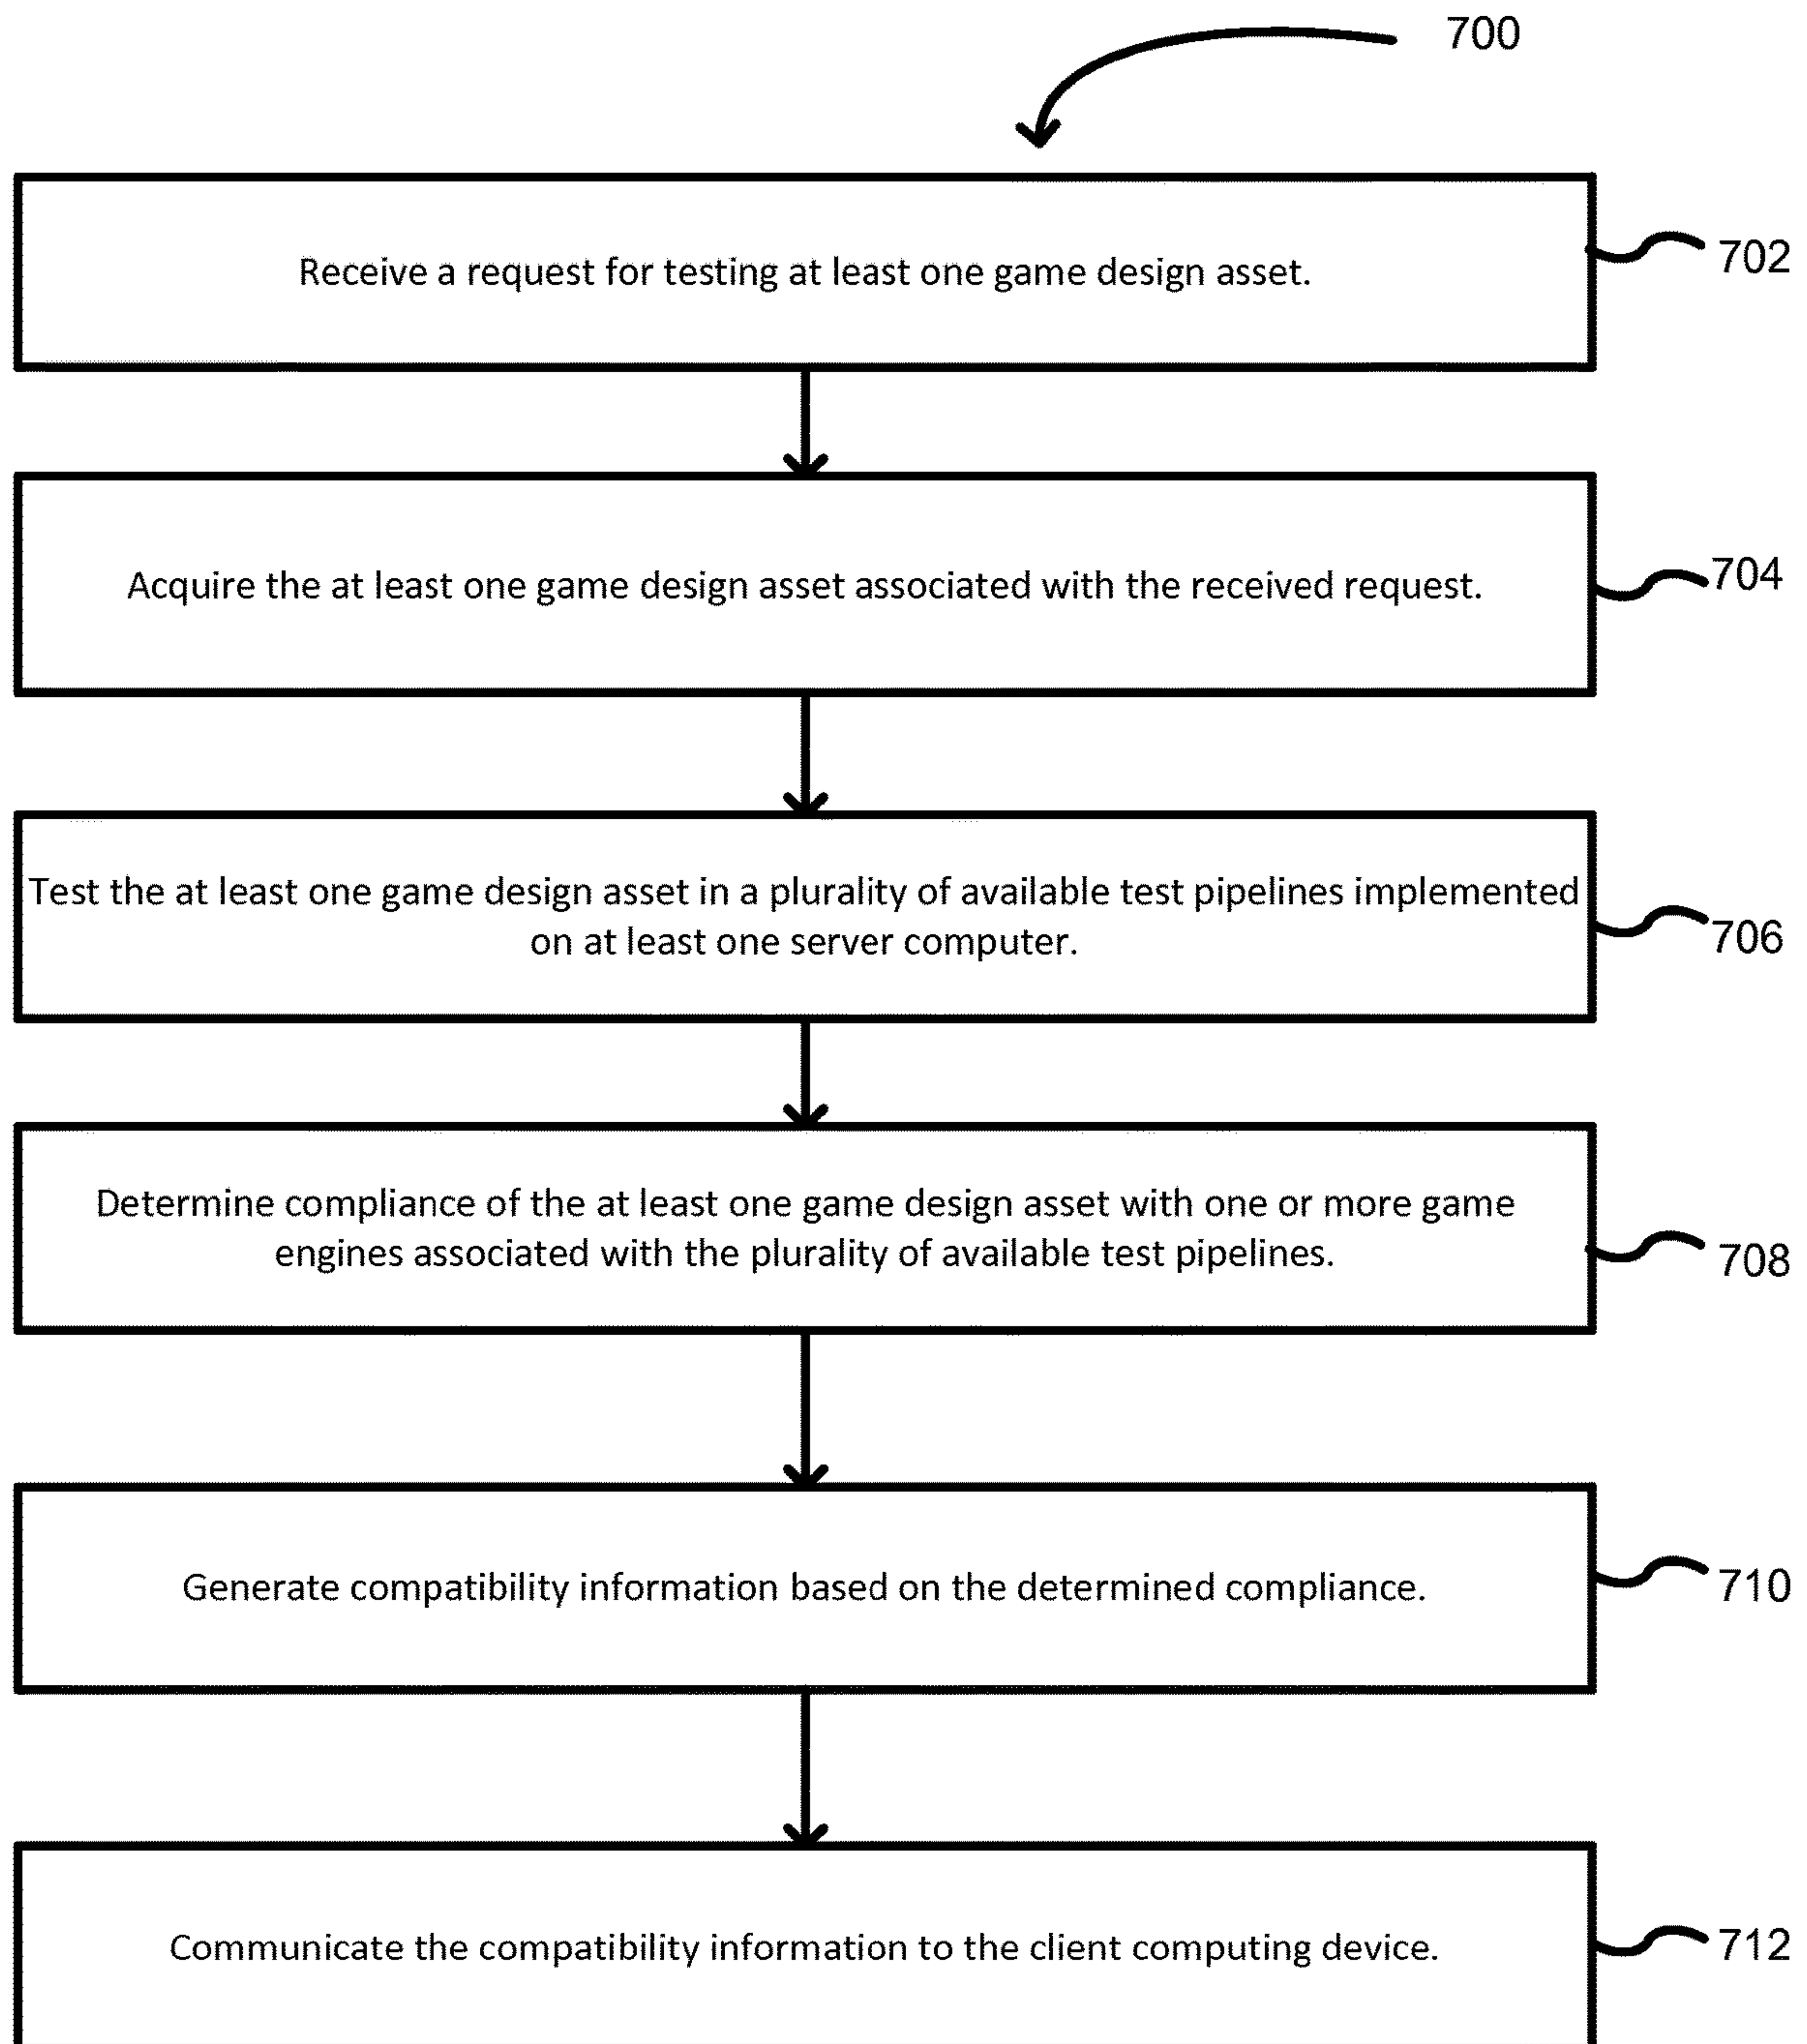 700
Receive a request for testing at least one game design asset.
702
Acquire the at least one game design asset associated with the received request.
704
Test the at least one game design asset in a plurality of available test pipelines implemented
on at least one server computer.
706
Determine compliance of the at least one game design asset with one or more game
engines associated with the plurality of available test pipelines.
708
Generate compatibility information based on the determined compliance.
710
Communicate the compatibility information to the client computing device.
712